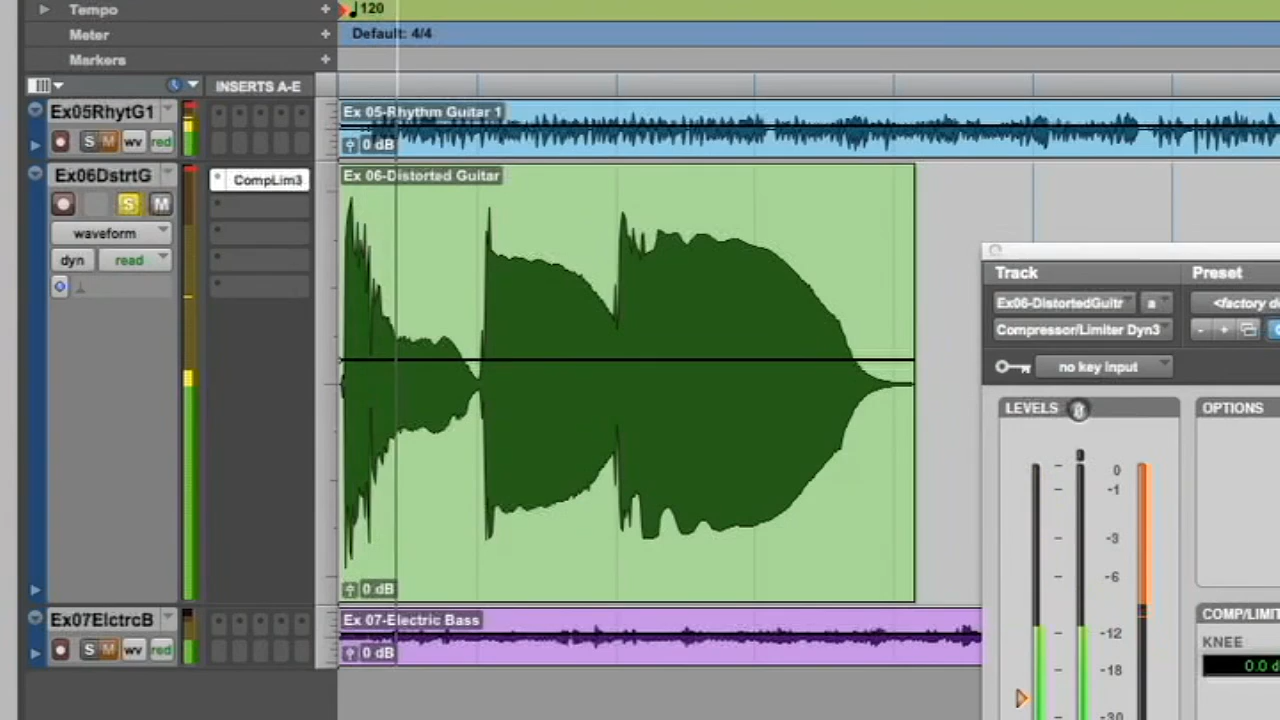 Tempo +
120
Meter +
Default: 4/4
Markers +
INSERTS A-E
Ex05RhytG1
Ex 05-Rhythm Guitar 1
S M wv red
0 dB
Ex06DstrtG
CompLim3
Ex 06-Distorted Guitar
S M
waveform
dyn read
0 dB
Ex07ElctrcB
Ex 07-Electric Bass
S M wv red
0 dB
Track Preset
Ex06-DistortedGuitr a <factory de
Compressor/Limiter Dyn3 - +
no key input
LEVELS OPTIONS
0
-1
-3
-6
-12
-18
-30
COMP/LIMIT
KNEE
0.0 d